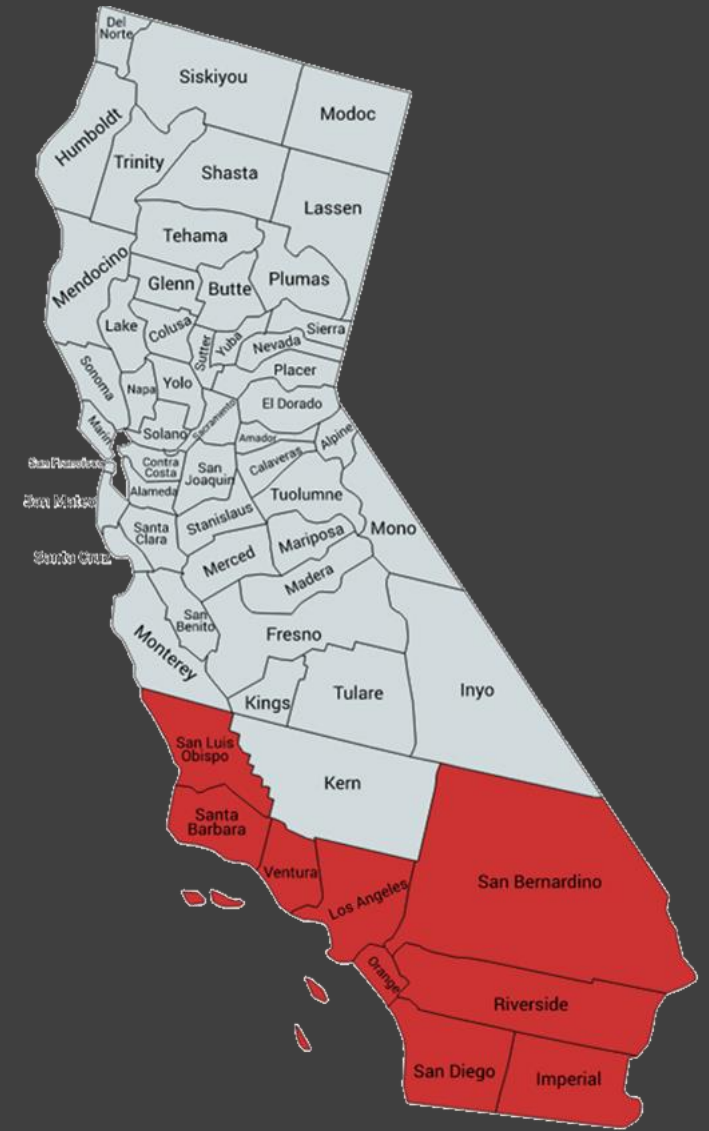 Del
Norte
Siskiyou
Modoc
Humboldt
Trinity
Shasta
Lassen
Tehama
Mendocino
Glenn
Butte
Plumas
Lake
Colusa
Sutter
Yuba
Sierra
Nevada
Placer
Sonoma
Napa
Yolo
El Dorado
Sacramento
Marin
Solano
Amador
Alpine
San Francisco
Contra
Costa
San
Joaquin
Calaveras
Alameda
Tuolumne
San Mateo
Santa
Clara
Stanislaus
Mariposa
Mono
Santa Cruz
Merced
Madera
San
Benito
Fresno
Monterey
Kings
Tulare
Inyo
San Luis
Obispo
Kern
Santa
Barbara
Ventura
Los Angeles
San Bernardino
Orange
Riverside
San Diego
Imperial